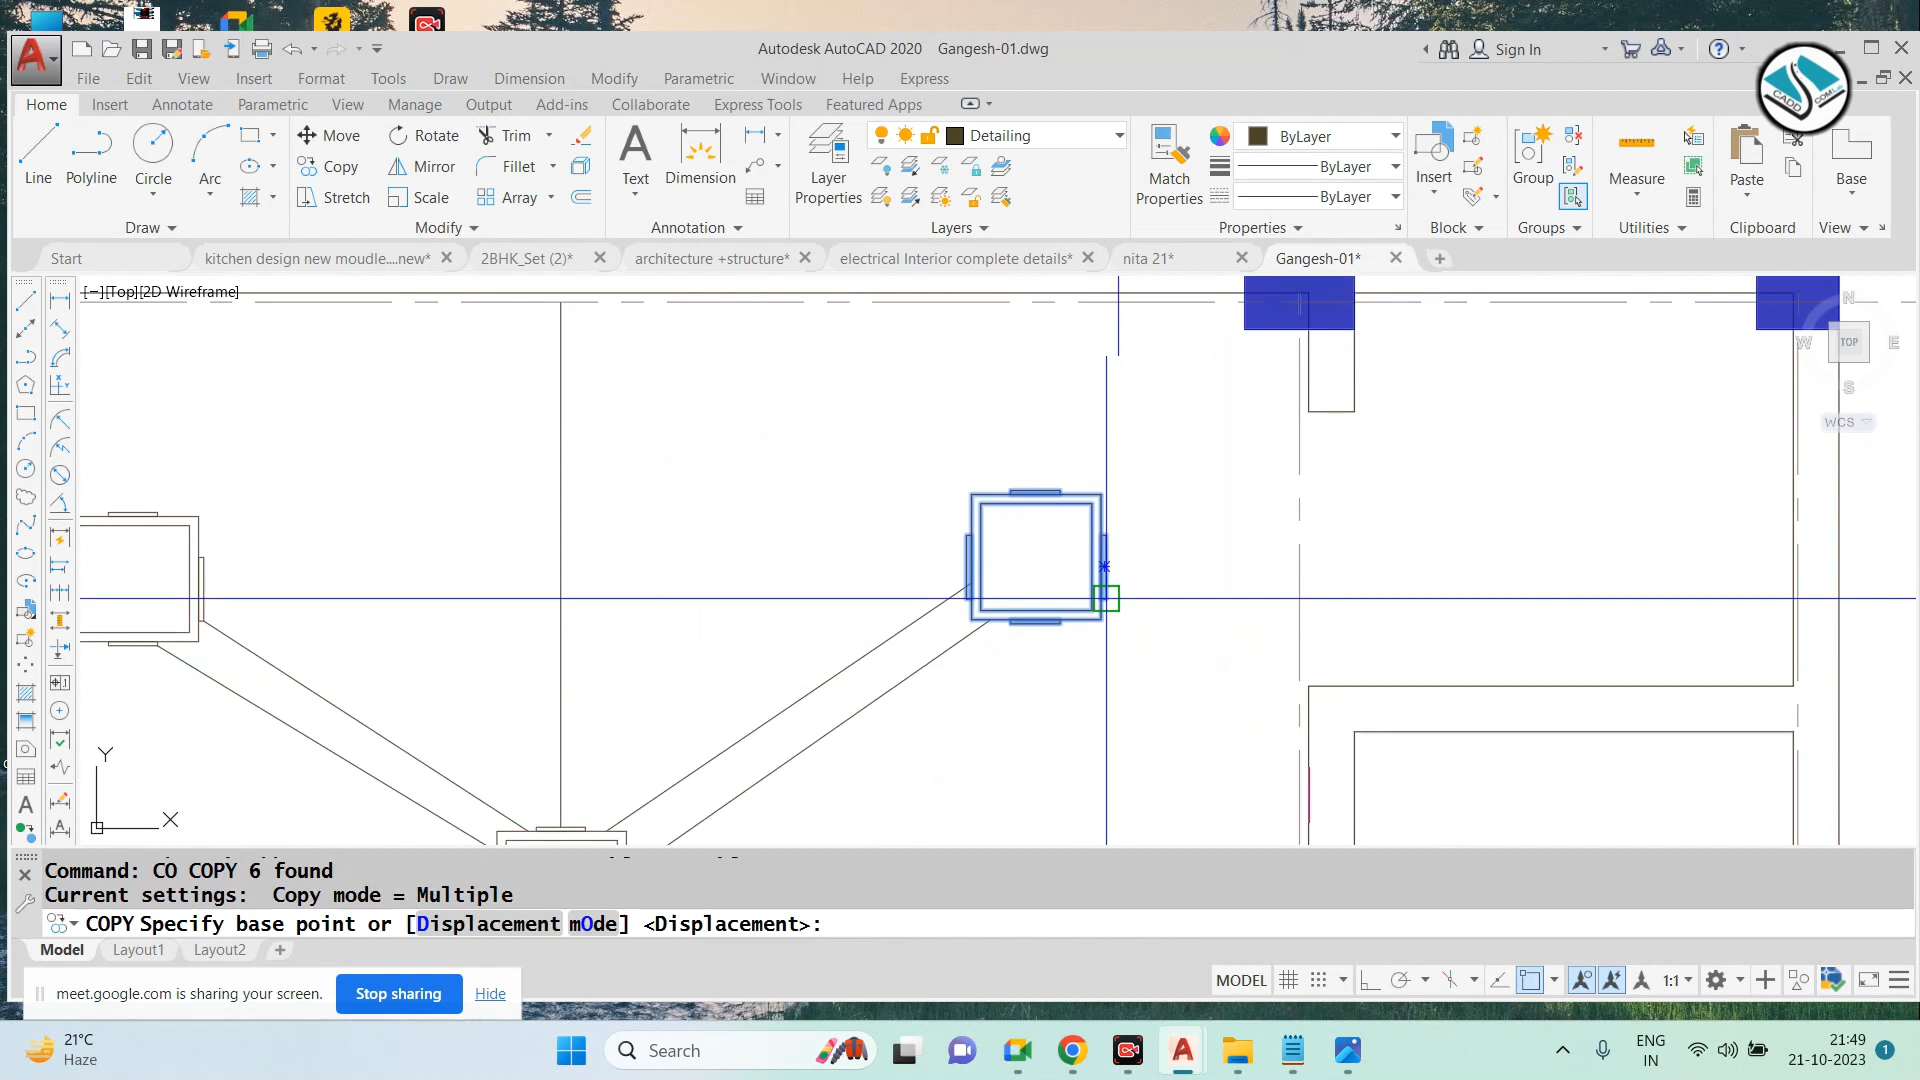 Autodesk AutoCAD 2020 Gangesh-01.dwg
Sign In
File Edit View Insert Format Tools Draw Dimension Modify Parametric Window Help Express
Home Insert Annotate Parametric View Manage Output Add-ins Collaborate Express Tools Featured Apps
CADD
Line Polyline Circle Arc
Move Rotate Trim
Copy Mirror Fillet
Stretch Scale Array
Text Dimension
Layer Properties
Detailing
Match Properties
ByLayer
ByLayer
ByLayer
Insert
Group
Measure
Paste
Base
Draw Modify Annotation Layers Properties Block Groups Utilities Clipboard View
Start kitchen design new moudle....new* 2BHK_Set (2)* architecture +structure* electrical Interior complete details* nita 21* Gangesh-01*
[−][Top][2D Wireframe]
N
W TOP E
S
WCS
Y
X
Command: CO COPY 6 found
Current settings: Copy mode = Multiple
COPY Specify base point or [Displacement mOde] <Displacement>:
Model Layout1 Layout2
MODEL 1:1
meet.google.com is sharing your screen. Stop sharing Hide
21°C
Haze
Search
ENG
IN
21:49
21-10-2023
1